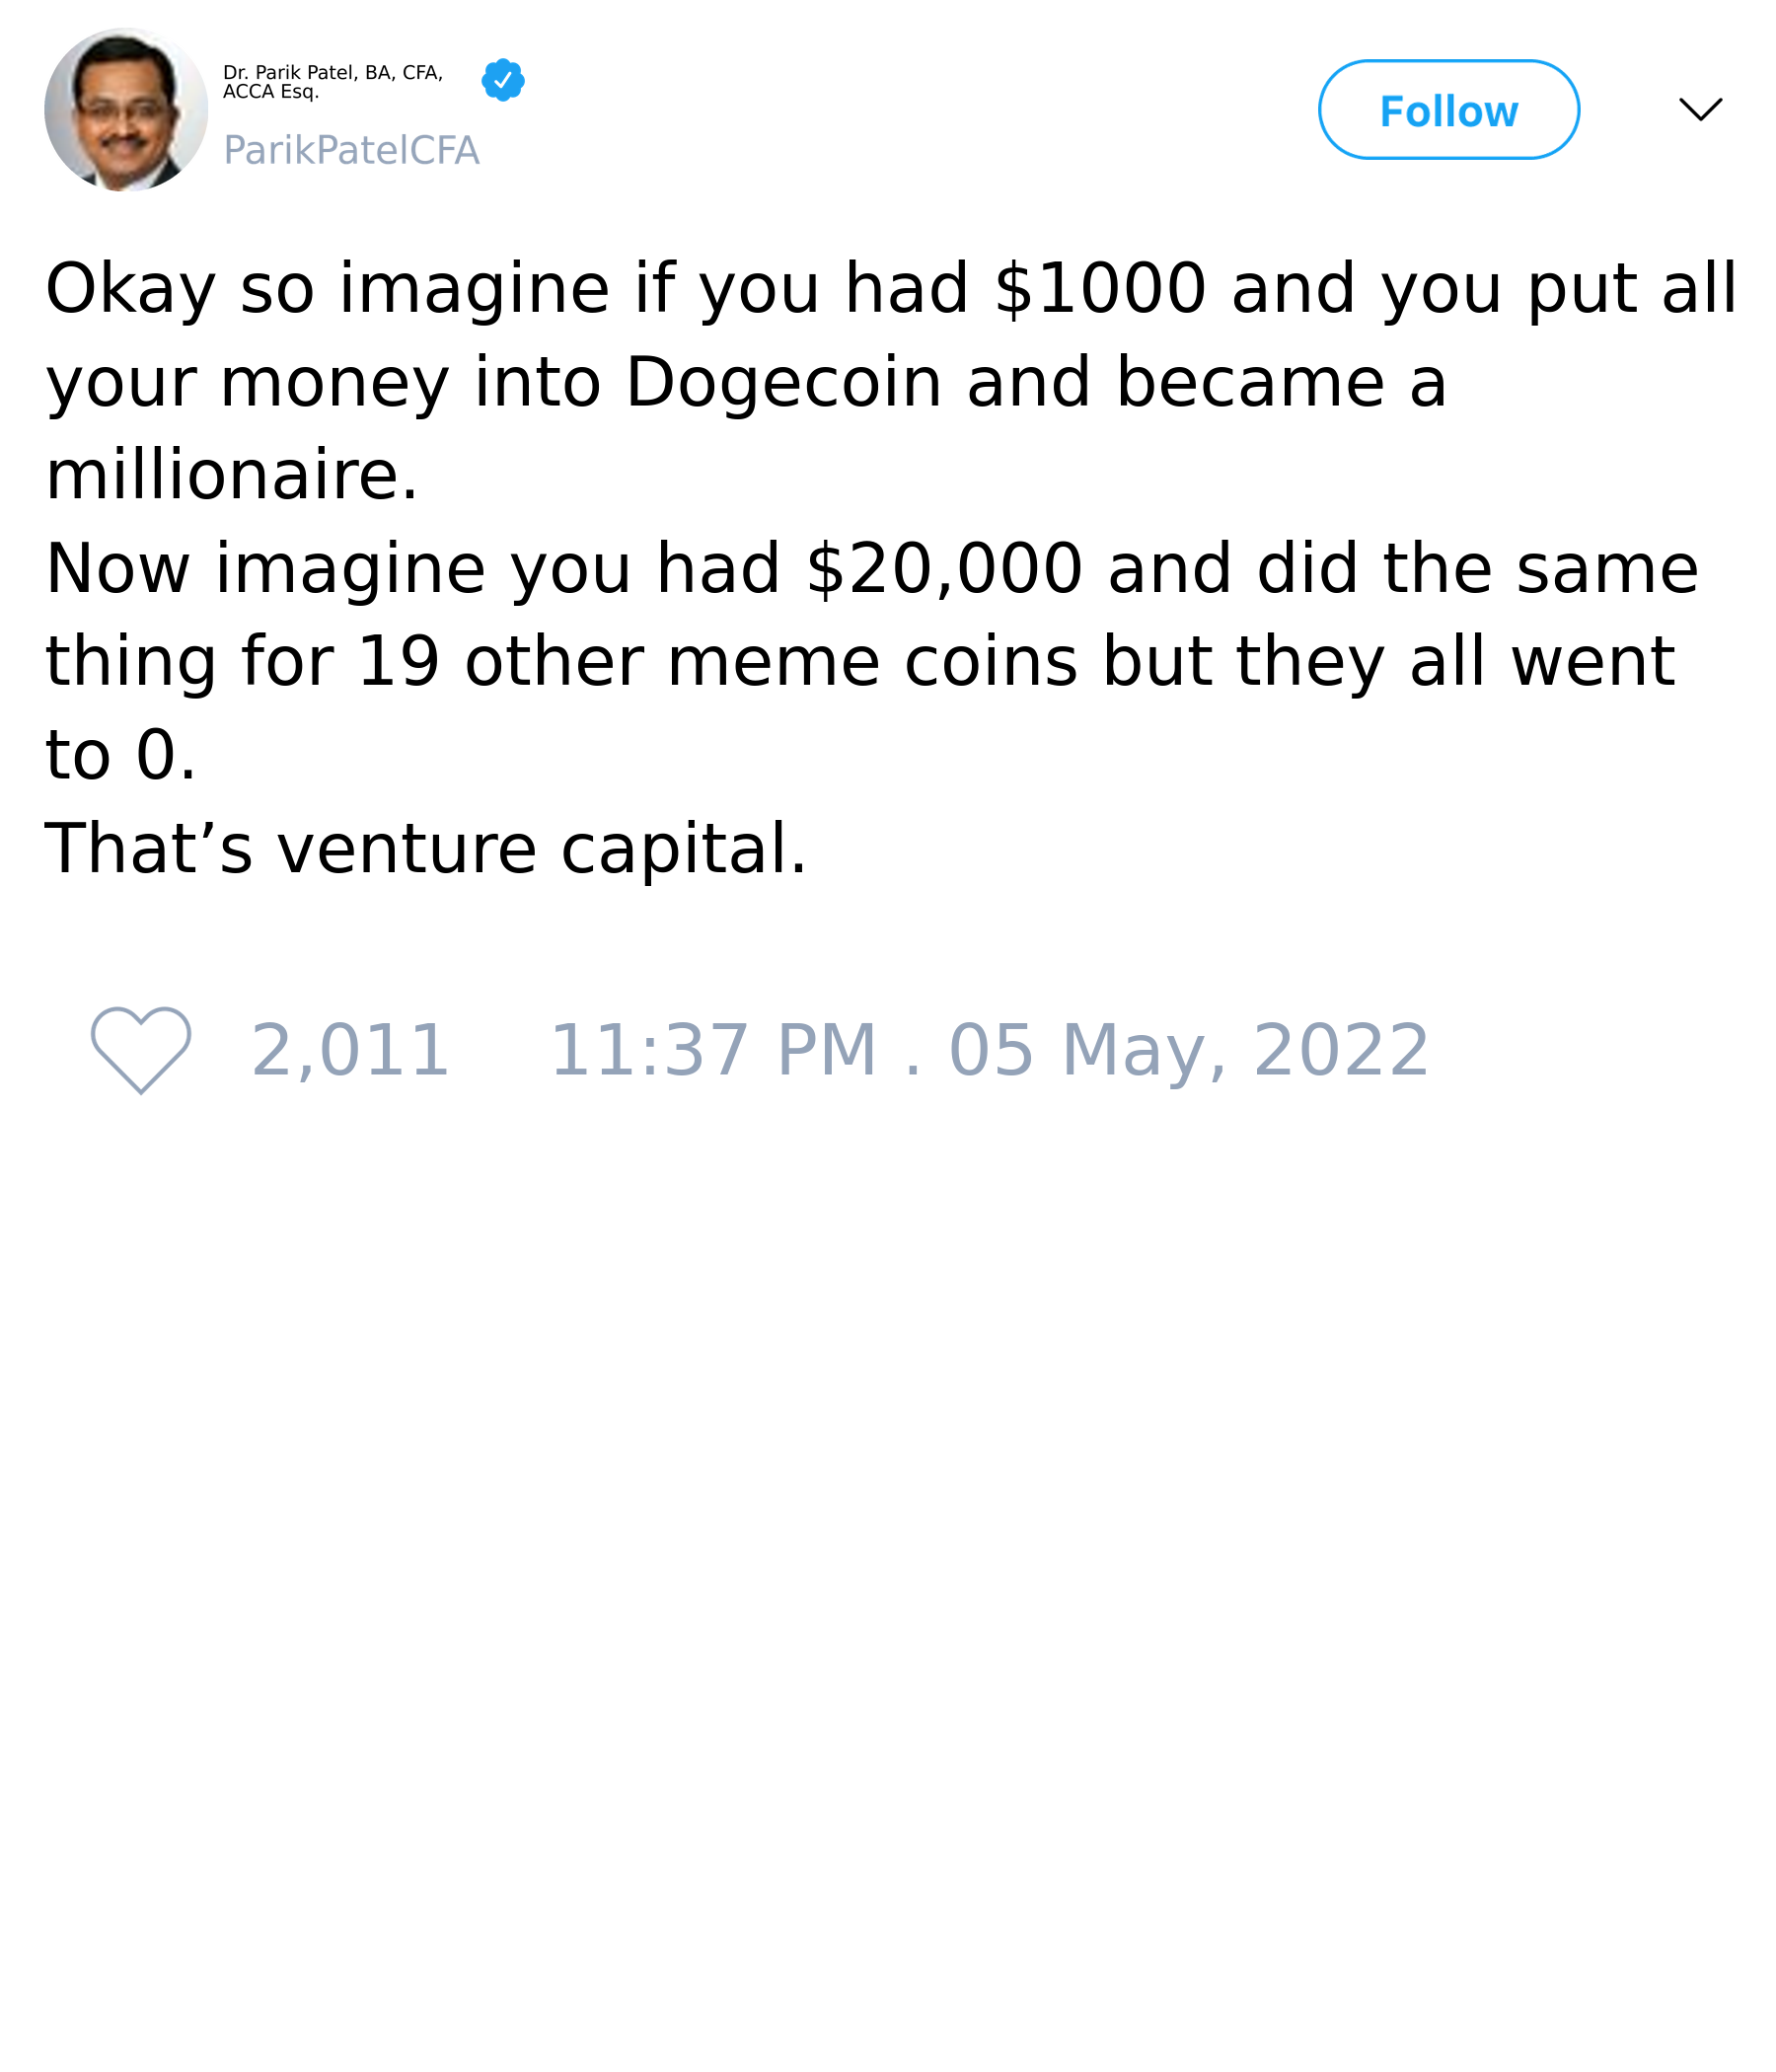 Dr. Parik Patel, BA, CFA,
ACCA Esq.
ParikPatelCFA
Follow
Okay so imagine if you had $1000 and you put all
your money into Dogecoin and became a
millionaire.
Now imagine you had $20,000 and did the same
thing for 19 other meme coins but they all went
to 0.
That’s venture capital.
2,011 11:37 PM . 05 May, 2022